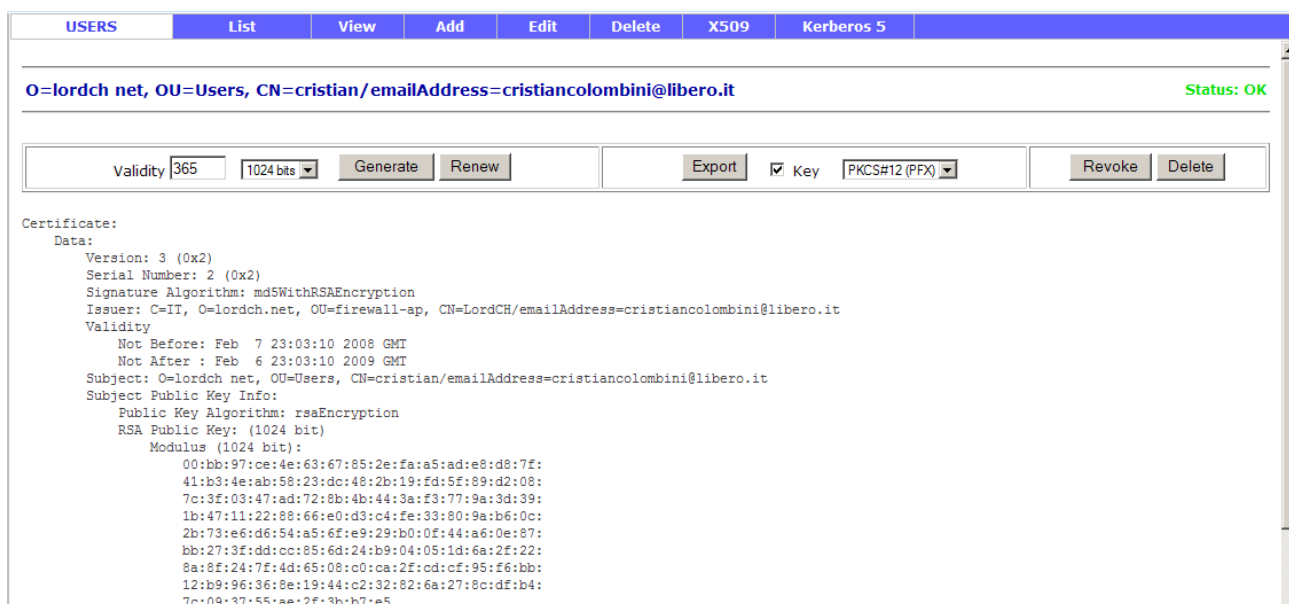 USERS List View Add Edit Delete X509 Kerberos 5
O=lordch net, OU=Users, CN=cristian/emailAddress=cristiancolombini@libero.it Status: OK
Validity 365 1024 bits Generate Renew Export Key PKCS#12 (PFX) Revoke Delete
Certificate:
Data:
Version: 3 (0x2)
Serial Number: 2 (0x2)
Signature Algorithm: md5WithRSAEncryption
Issuer: C=IT, O=lordch.net, OU=firewall-ap, CN=LordCH/emailAddress=cristiancolombini@libero.it
Validity
Not Before: Feb 7 23:03:10 2008 GMT
Not After : Feb 6 23:03:10 2009 GMT
Subject: O=lordch net, OU=Users, CN=cristian/emailAddress=cristiancolombini@libero.it
Subject Public Key Info:
Public Key Algorithm: rsaEncryption
RSA Public Key: (1024 bit)
Modulus (1024 bit):
00:bb:97:ce:4e:63:67:85:2e:fa:a5:ad:e8:d8:7f:
41:b3:4e:ab:58:23:dc:48:2b:19:fd:5f:89:d2:08:
7c:3f:03:47:ad:72:8b:4b:44:3a:f3:77:9a:3d:39:
1b:47:11:22:88:66:e0:d3:c4:fe:33:80:9a:b6:0c:
2b:73:e6:d6:54:a5:6f:e9:29:b0:0f:44:a6:0e:87:
bb:27:3f:dd:cc:85:6d:24:b9:04:05:1d:6a:2f:22:
8a:8f:24:7f:4d:65:08:c0:ca:2f:cd:cf:95:f6:bb:
12:b9:96:36:8e:19:44:c2:32:82:6a:27:8c:df:b4:
7c:09:37:55:ae:2f:3b:b7:e5